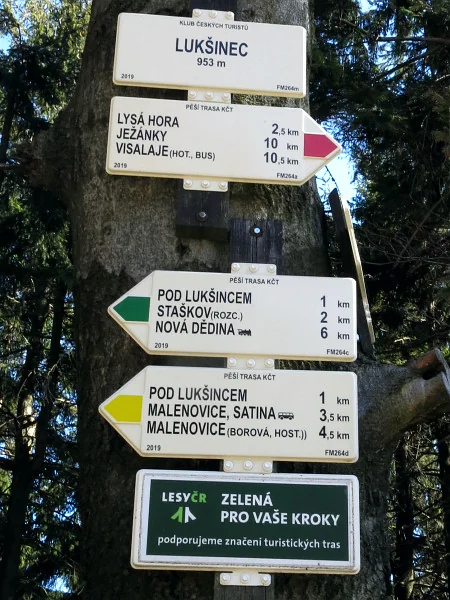 KLUB ČESKÝCH TURISTŮ
LUKŠINEC
953 m
2019 FM264m
PĚŠÍ TRASA KČT
LYSÁ HORA 2,5 km
JEŽÁNKY 10 km
VISALAJE (HOT., BUS) 10,5 km
2019 FM264a
PĚŠÍ TRASA KČT
POD LUKŠINCEM 1 km
STAŠKOV (ROZC.) 2 km
NOVÁ DĚDINA 6 km
2019 FM264c
PĚŠÍ TRASA KČT
POD LUKŠINCEM 1 km
MALENOVICE, SATINA 3,5 km
MALENOVICE (BOROVÁ, HOST.)) 4,5 km
2019 FM264d
LESYČR ZELENÁ
PRO VAŠE KROKY
podporujeme značení turistických tras